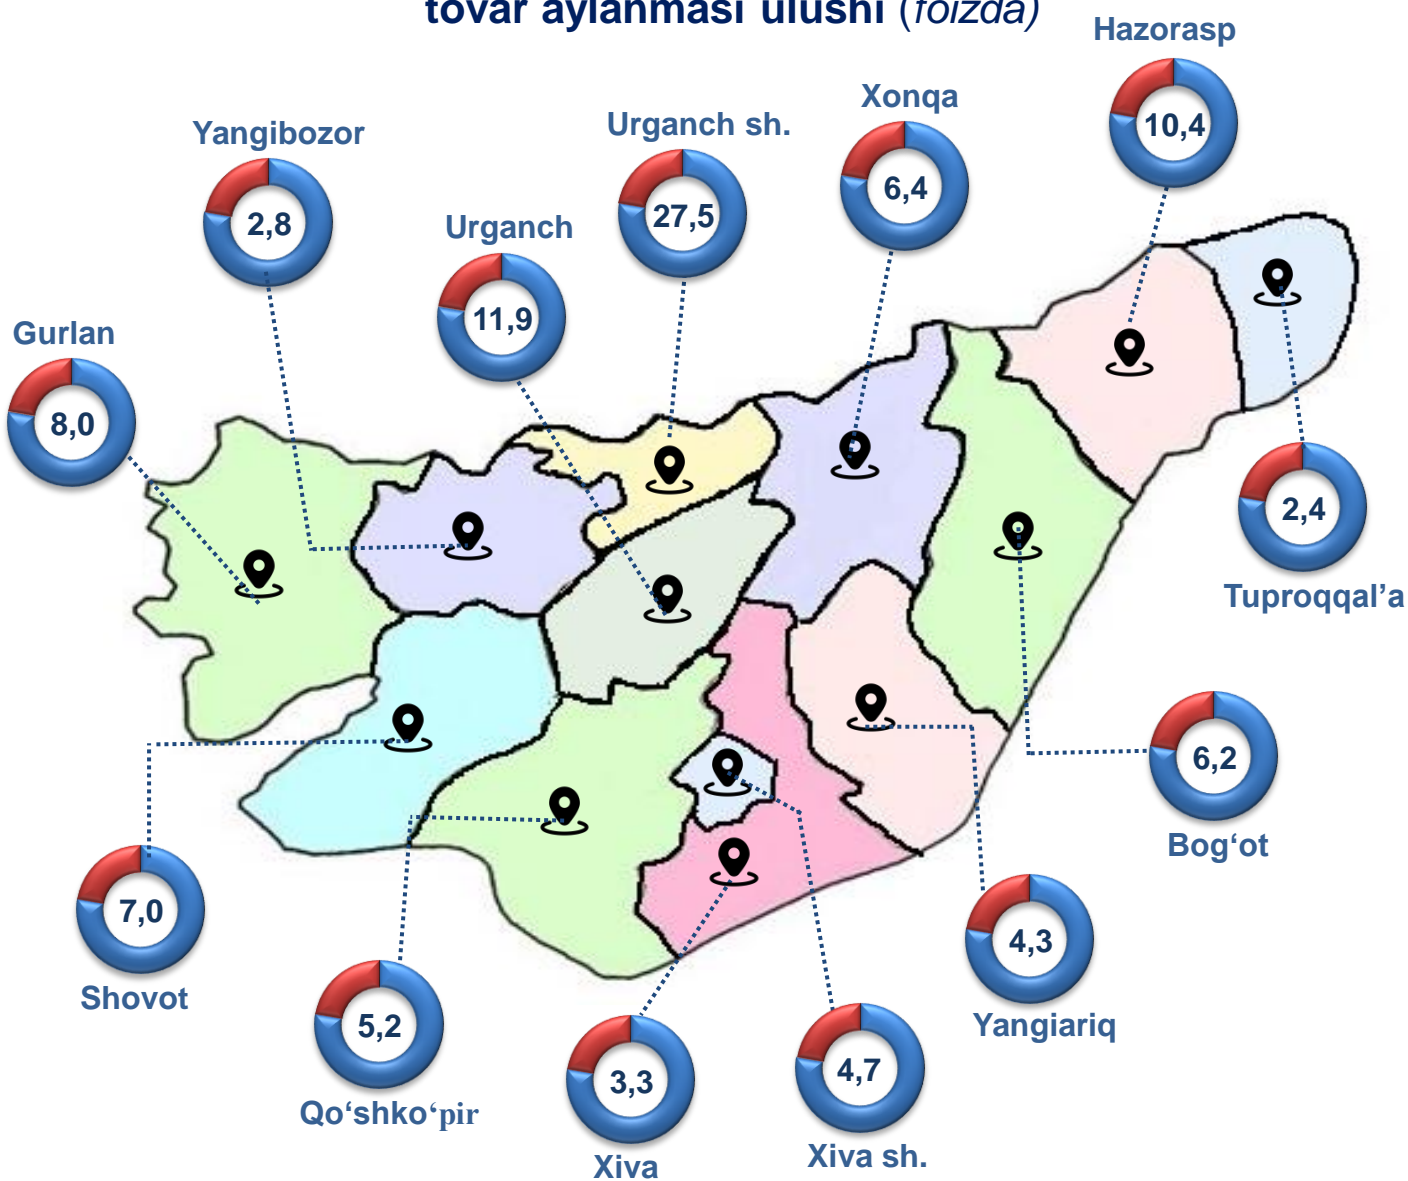 tovar aylanması ulushi (foizda)
Hazorasp
10,4
Xonqa
6,4
Urganch sh.
27,5
Yangibozor
2,8
Urganch
11,9
Gurlan
8,0
2,4
Tuproqqal’a
6,2
Bog‘ot
7,0
Shovot
4,3
Yangiariq
5,2
Qo‘shko‘pir
3,3
Xiva
4,7
Xiva sh.